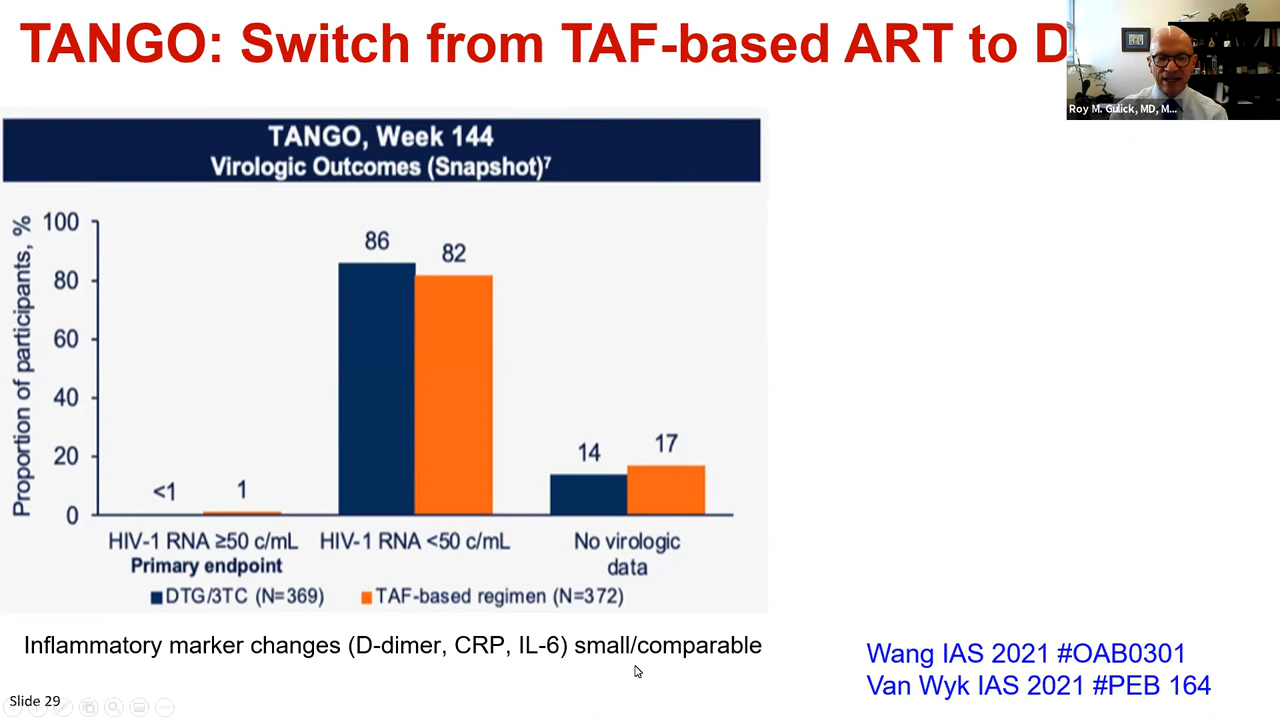 TANGO: Switch from TAF-based ART to D
Roy M. Gulick, MD, M...
TANGO, Week 144
Virologic Outcomes (Snapshot)⁷
Proportion of participants, %
100
80
60
40
20
0
<1
1
86
82
14
17
HIV-1 RNA ≥50 c/mL
Primary endpoint
HIV-1 RNA <50 c/mL
No virologic
data
DTG/3TC (N=369)
TAF-based regimen (N=372)
Inflammatory marker changes (D-dimer, CRP, IL-6) small/comparable
Wang IAS 2021 #OAB0301
Van Wyk IAS 2021 #PEB 164
Slide 29